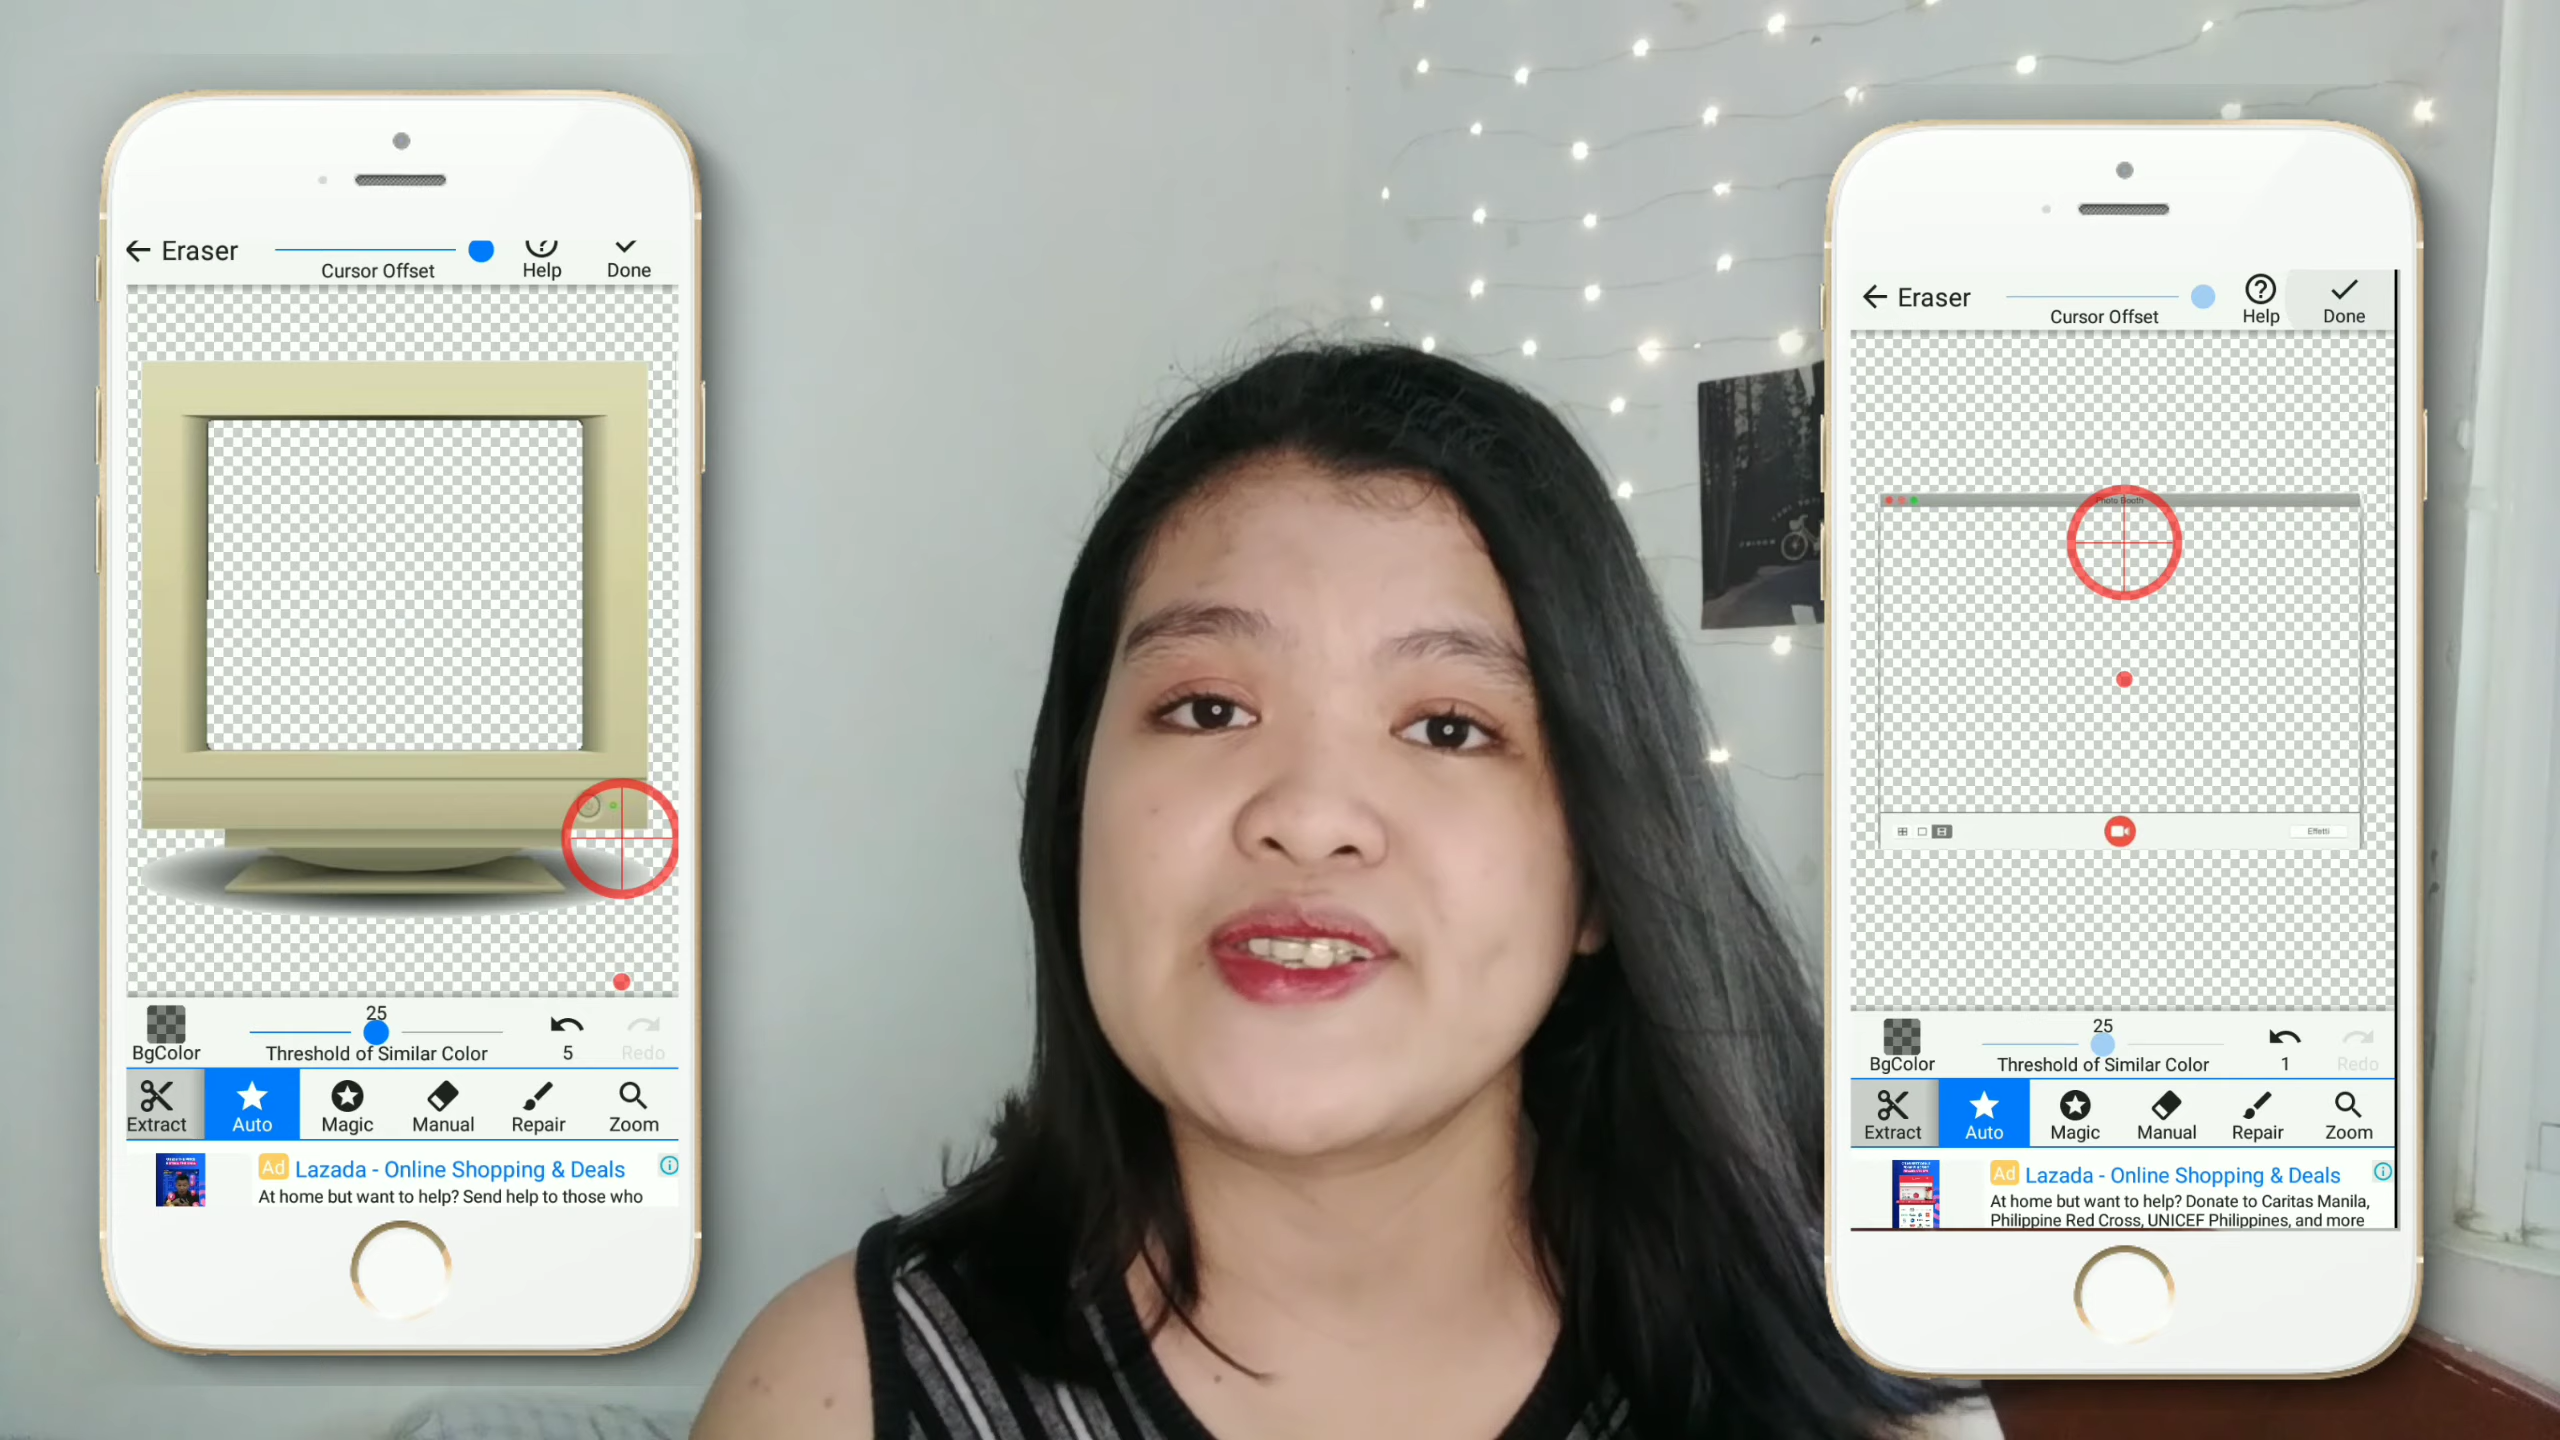 Eraser
Cursor Offset
Help
Done
25
BgColor
Threshold of Similar Color
5
Redo
Extract
Auto
Magic
Manual
Repair
Zoom
Ad Lazada - Online Shopping & Deals
At home but want to help? Send help to those who
Eraser
Cursor Offset
Help
Done
Photo Booth
Effetti
25
BgColor
Threshold of Similar Color
1
Redo
Extract
Auto
Magic
Manual
Repair
Zoom
Ad Lazada - Online Shopping & Deals
At home but want to help? Donate to Caritas Manila,
Philippine Red Cross, UNICEF Philippines, and more